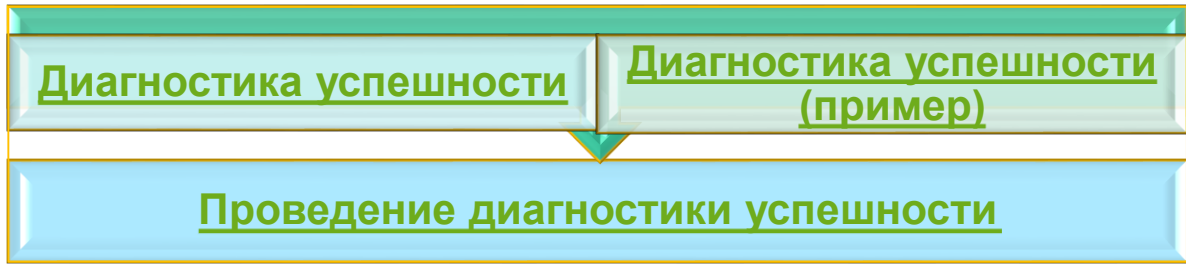 Диагностика успешности
Диагностика успешности
(пример)
Проведение диагностики успешности